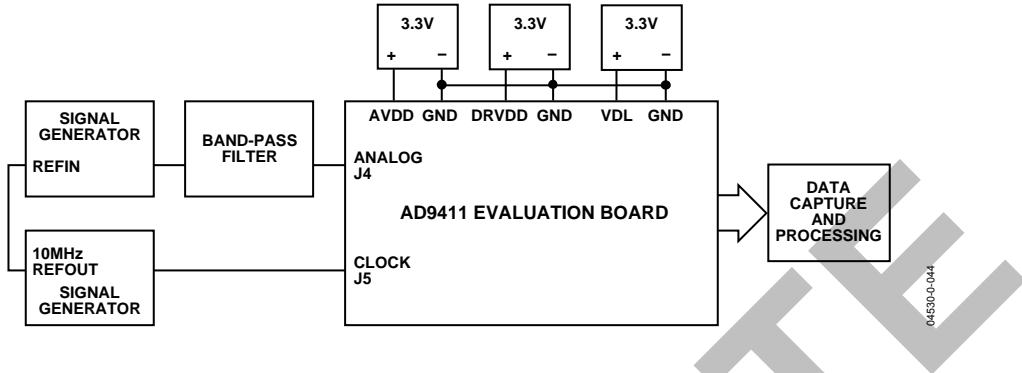 3.3V
3.3V
3.3V
+ −
+ −
+ −
AVDD GND DRVDD GND VDL GND
SIGNAL
GENERATOR
REFIN
BAND-PASS
FILTER
ANALOG
J4
AD9411 EVALUATION BOARD
DATA
CAPTURE
AND
PROCESSING
10MHz
REFOUT
SIGNAL
GENERATOR
CLOCK
J5
04530-0-044
TE